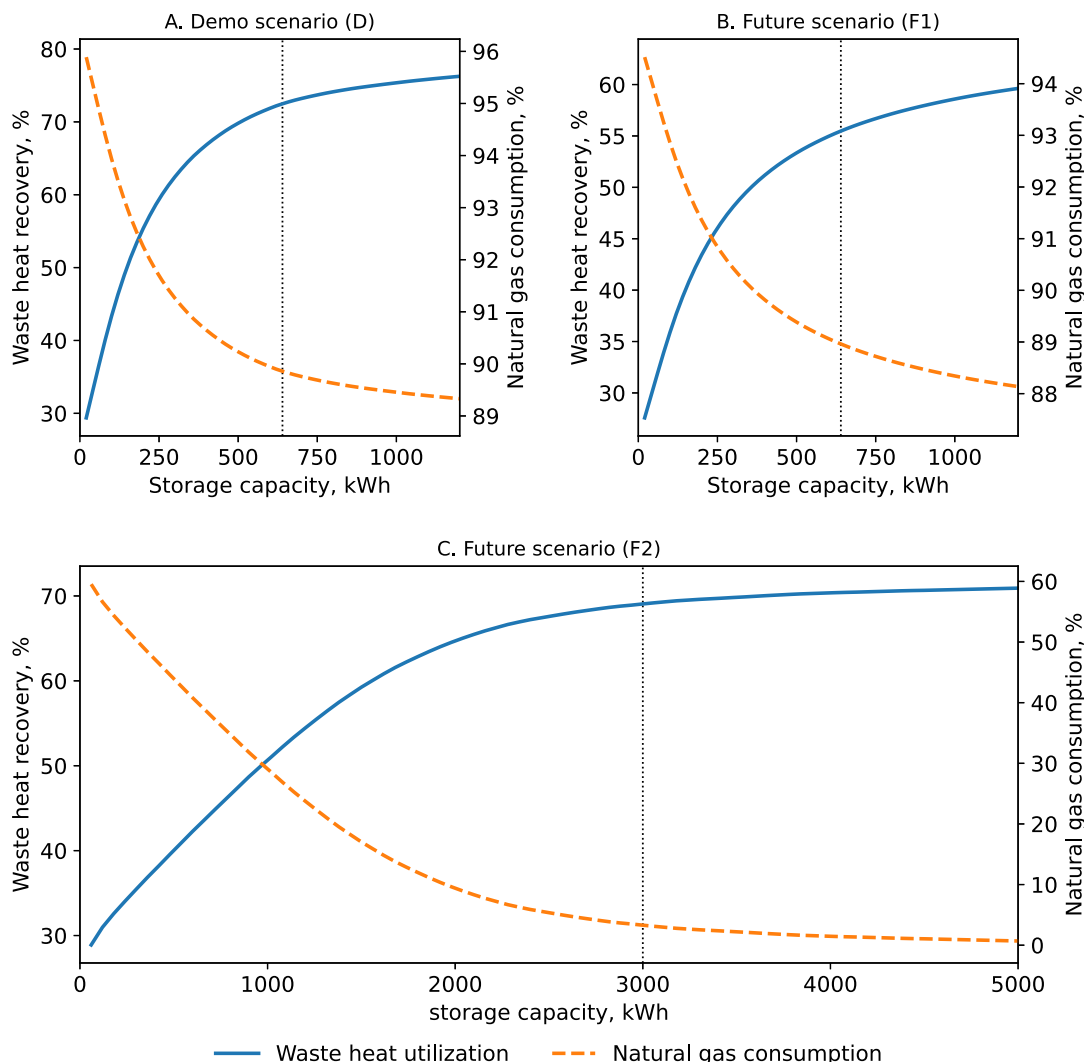 A. Demo scenario (D)
80
70
60
50
40
30
Waste heat recovery, %
96
95
94
93
92
91
90
89
Natural gas consumption, %
0 250 500 750 1000
Storage capacity, kWh
B. Future scenario (F1)
60
55
50
45
40
35
30
Waste heat recovery, %
94
93
92
91
90
89
88
Natural gas consumption, %
0 250 500 750 1000
Storage capacity, kWh
C. Future scenario (F2)
70
60
50
40
30
Waste heat recovery, %
60
50
40
30
20
10
0
Natural gas consumption, %
0 1000 2000 3000 4000 5000
storage capacity, kWh
Waste heat utilization
Natural gas consumption